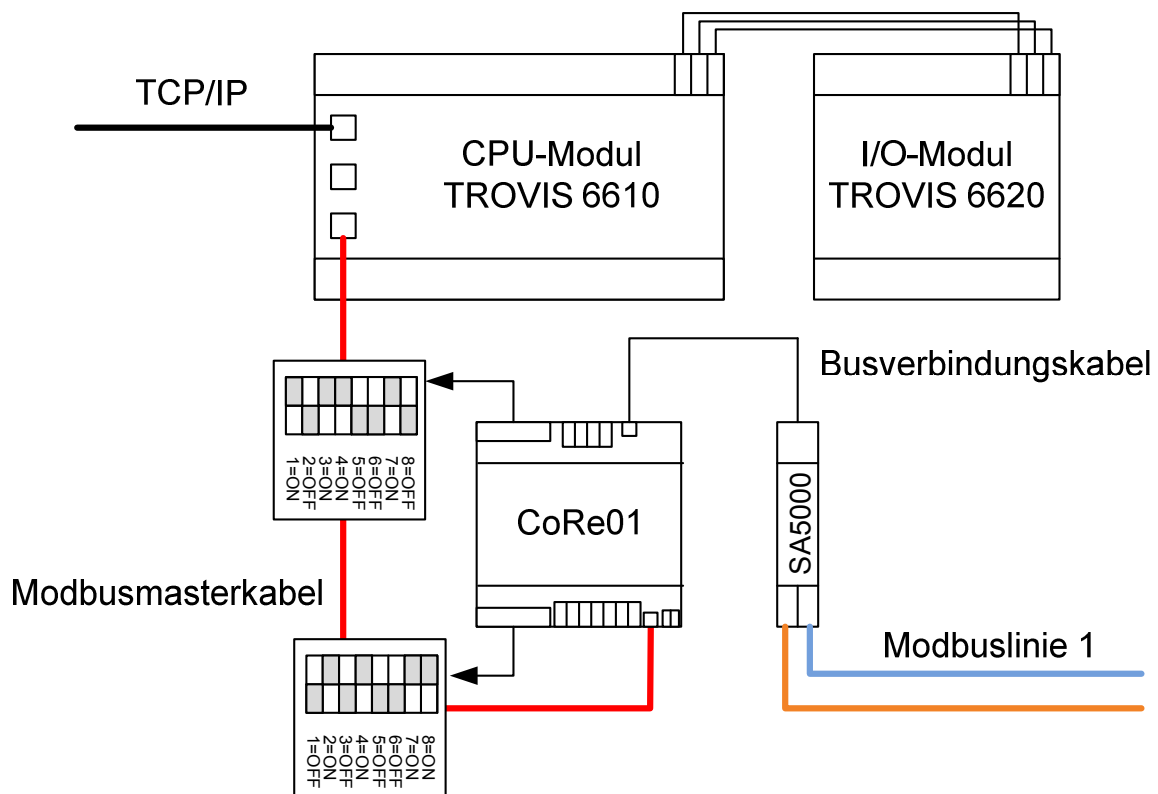 TCP/IP
CPU-Modul
TROVIS 6610
I/O-Modul
TROVIS 6620
Busverbindungskabel
1=ON
2=OFF
3=ON
4=ON
5=OFF
6=OFF
7=ON
8=OFF
CoRe01
SA5000
Modbusmasterkabel
Modbuslinie 1
1=OFF
2=ON
3=OFF
4=ON
5=OFF
6=OFF
7=ON
8=ON